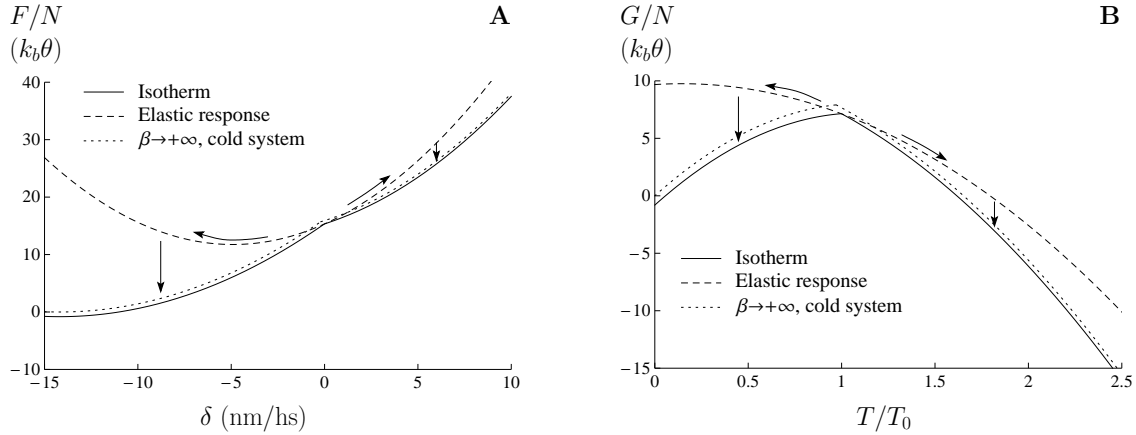 F/N
(k_bθ)
A
40
30
20
10
0
−10
−15
−10
−5
0
5
10
δ (nm/hs)
Isotherm
Elastic response
β→+∞, cold system
G/N
(k_bθ)
B
10
5
0
−5
−10
−15
0
0.5
1
1.5
2
2.5
T/T_0
Isotherm
Elastic response
β→+∞, cold system